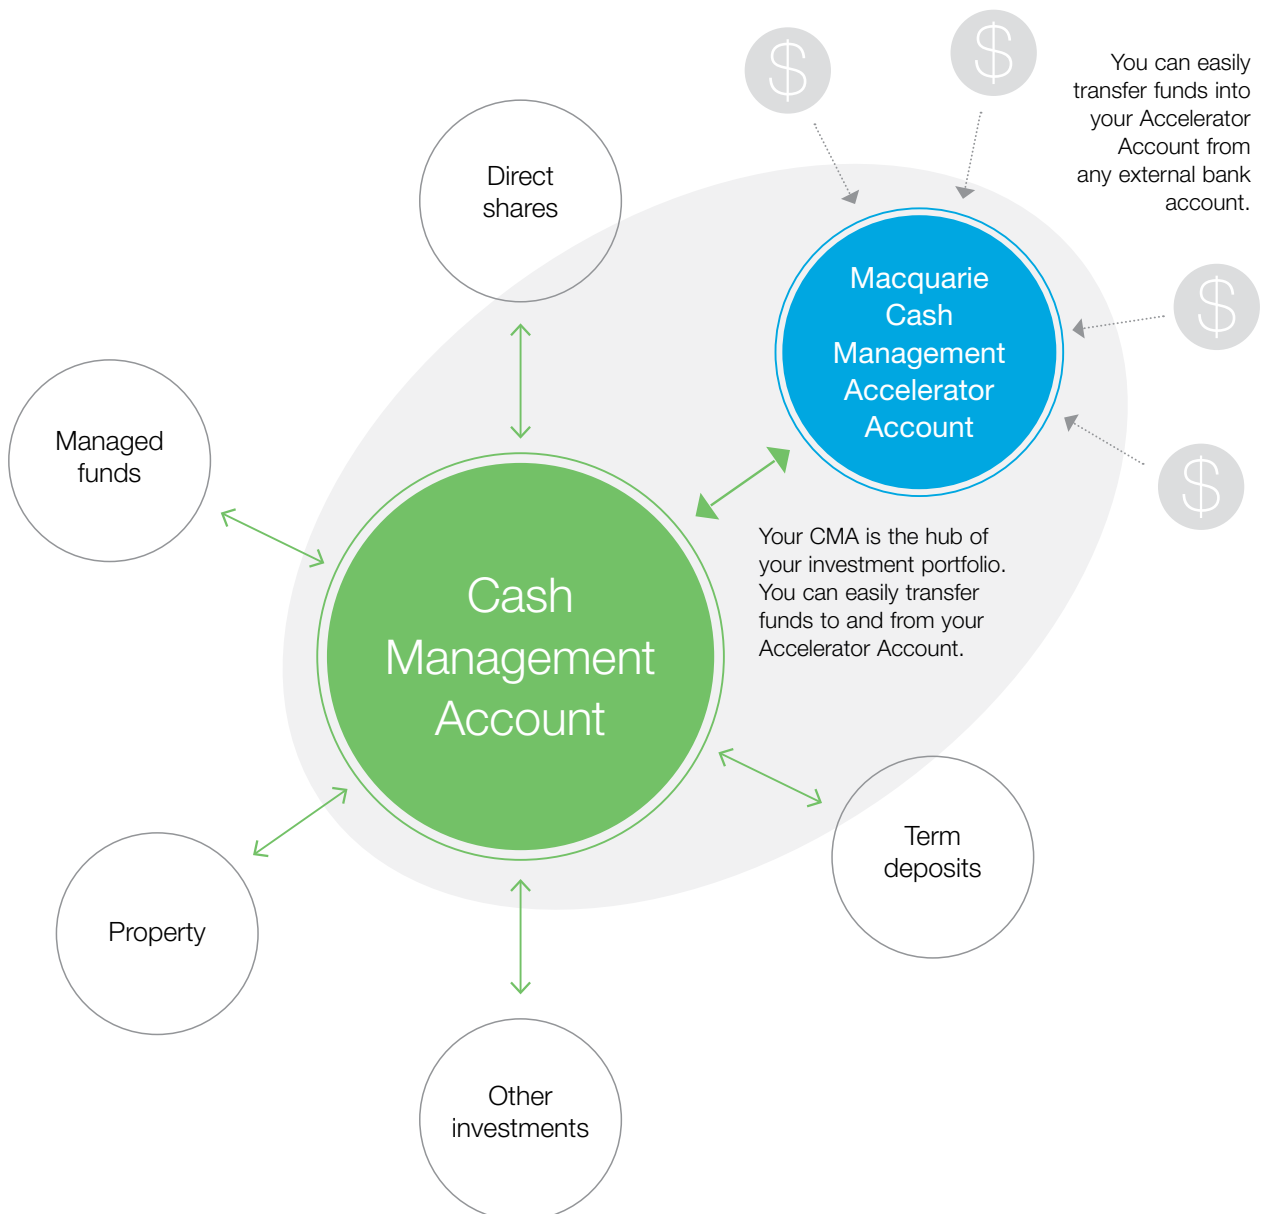 $
$
You can easily
transfer funds into
your Accelerator
Account from
any external bank
account.
Direct
shares
Macquarie
Cash
Management
Accelerator
Account
$
Managed
funds
$
Your CMA is the hub of
your investment portfolio.
You can easily transfer
funds to and from your
Accelerator Account.
Cash
Management
Account
Term
deposits
Property
Other
investments